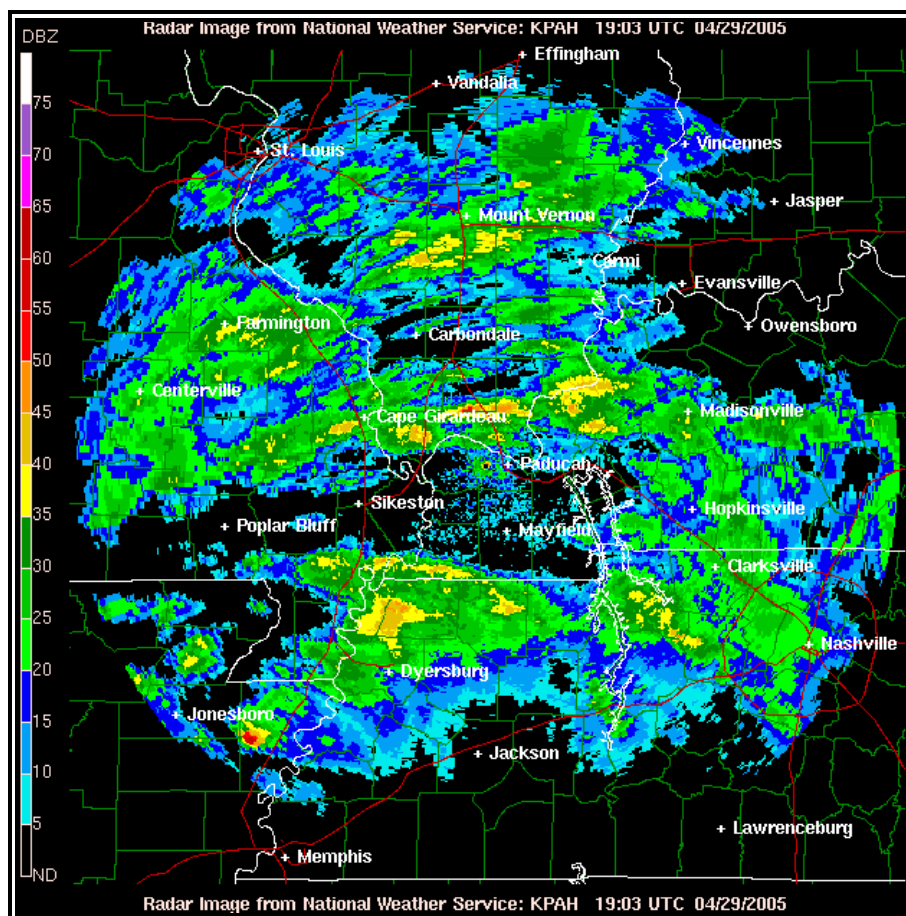 Radar Image from National Weather Service: KPAH 19:03 UTC 04/29/2005
DBZ
Effingham
Vandalia
75
St. Louis
Vincennes
70
Jasper
65
Mount Vernon
60
Carmi
Evansville
55
Farmington
Carbondale
Owensboro
50
Centerville
45
Cape Girardeau
Madisonville
40
Paducah
35
Sikeston
Hopkinsville
Poplar Bluff
Mayfield
30
Clarksville
25
Nashville
20
Dyersburg
15
Jonesboro
Jackson
10
5
Lawrenceburg
Memphis
ND
Radar Image from National Weather Service: KPAH 19:03 UTC 04/29/2005